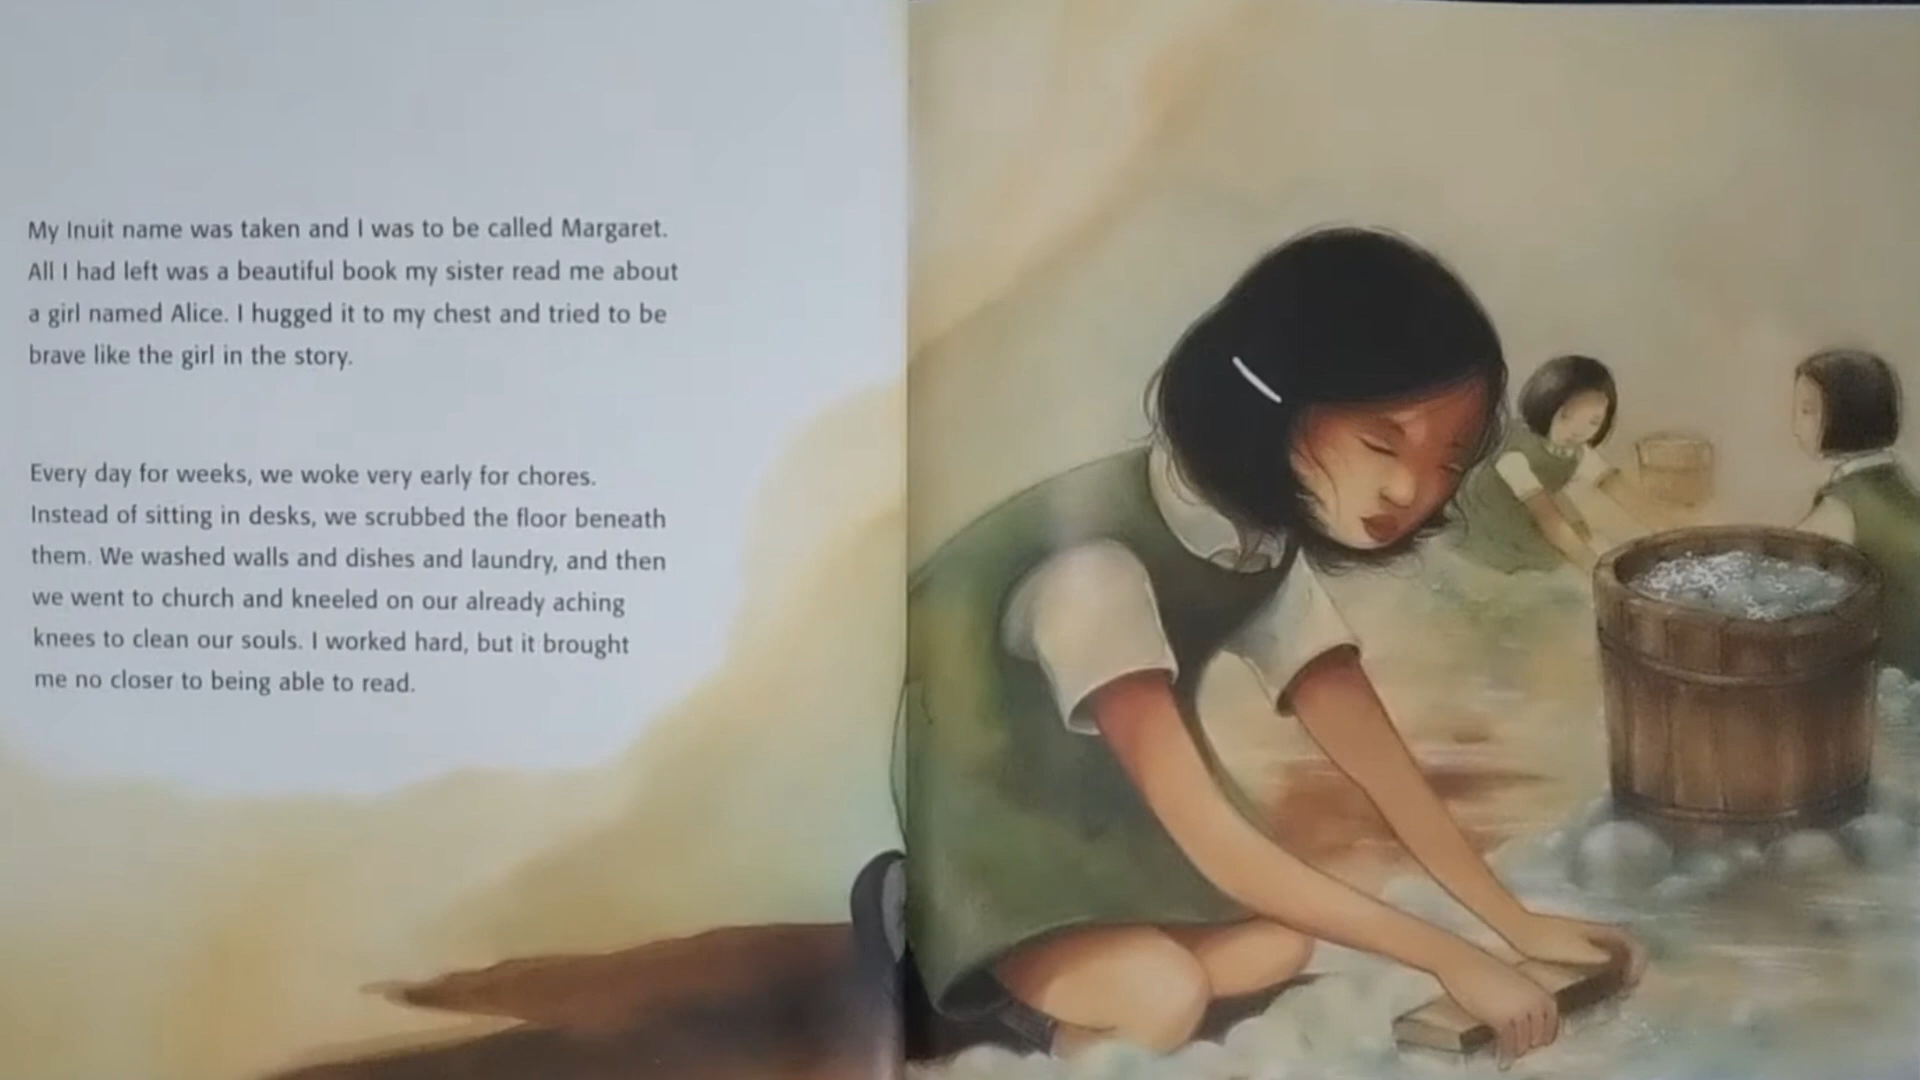 My Inuit name was taken and I was to be called Margaret.
All I had left was a beautiful book my sister read me about
a girl named Alice. I hugged it to my chest and tried to be
brave like the girl in the story.
Every day for weeks, we woke very early for chores.
Instead of sitting in desks, we scrubbed the floor beneath
them. We washed walls and dishes and laundry, and then
we went to church and kneeled on our already aching
knees to clean our souls. I worked hard, but it brought
me no closer to being able to read.